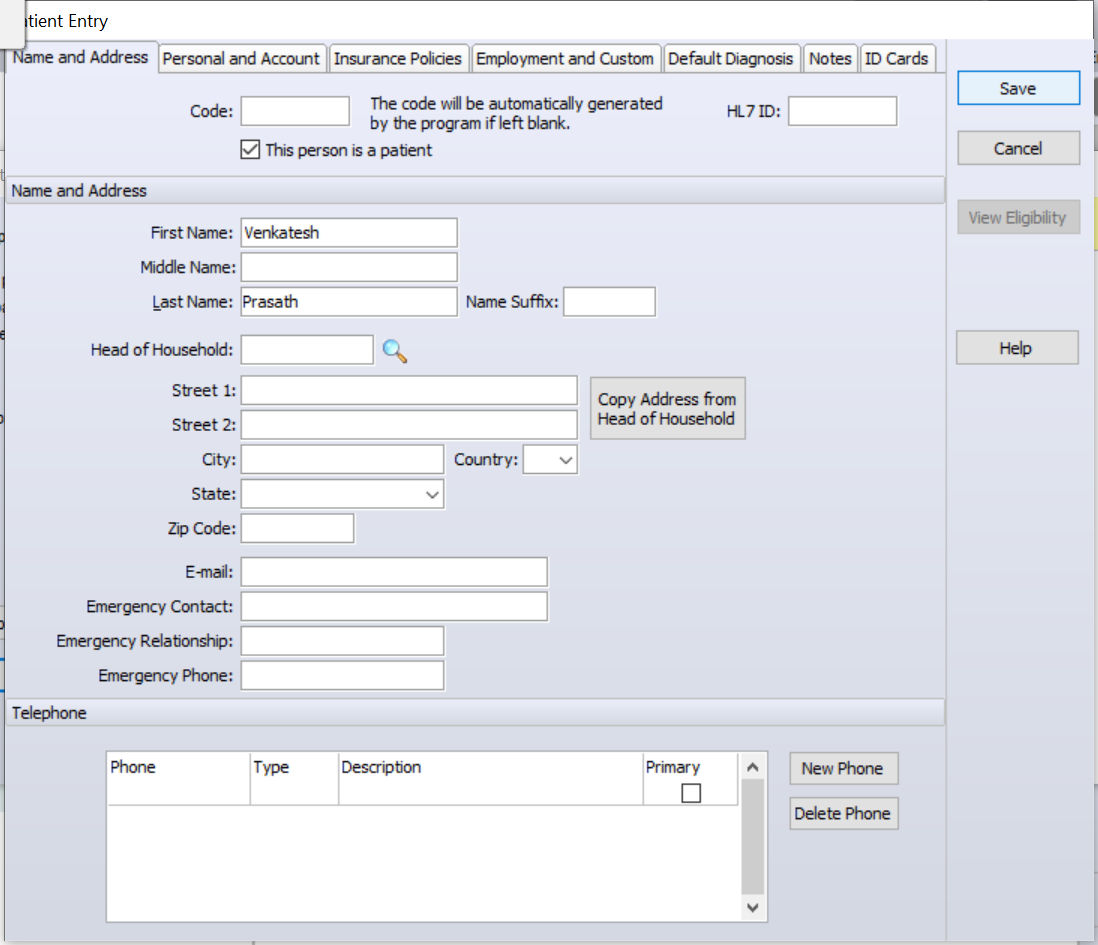 tient Entry
Name and Address Personal and Account Insurance Policies Employment and Custom Default Diagnosis Notes ID Cards
Save
Code: The code will be automatically generated by the program if left blank. HL7 ID:
This person is a patient
Cancel
Name and Address
View Eligibility
First Name: Venkatesh
Middle Name:
Last Name: Prasath Name Suffix:
Head of Household:
Help
Street 1:
Copy Address from
Head of Household
Street 2:
City: Country:
State:
Zip Code:
E-mail:
Emergency Contact:
Emergency Relationship:
Emergency Phone:
Telephone
Phone Type Description Primary
New Phone
Delete Phone